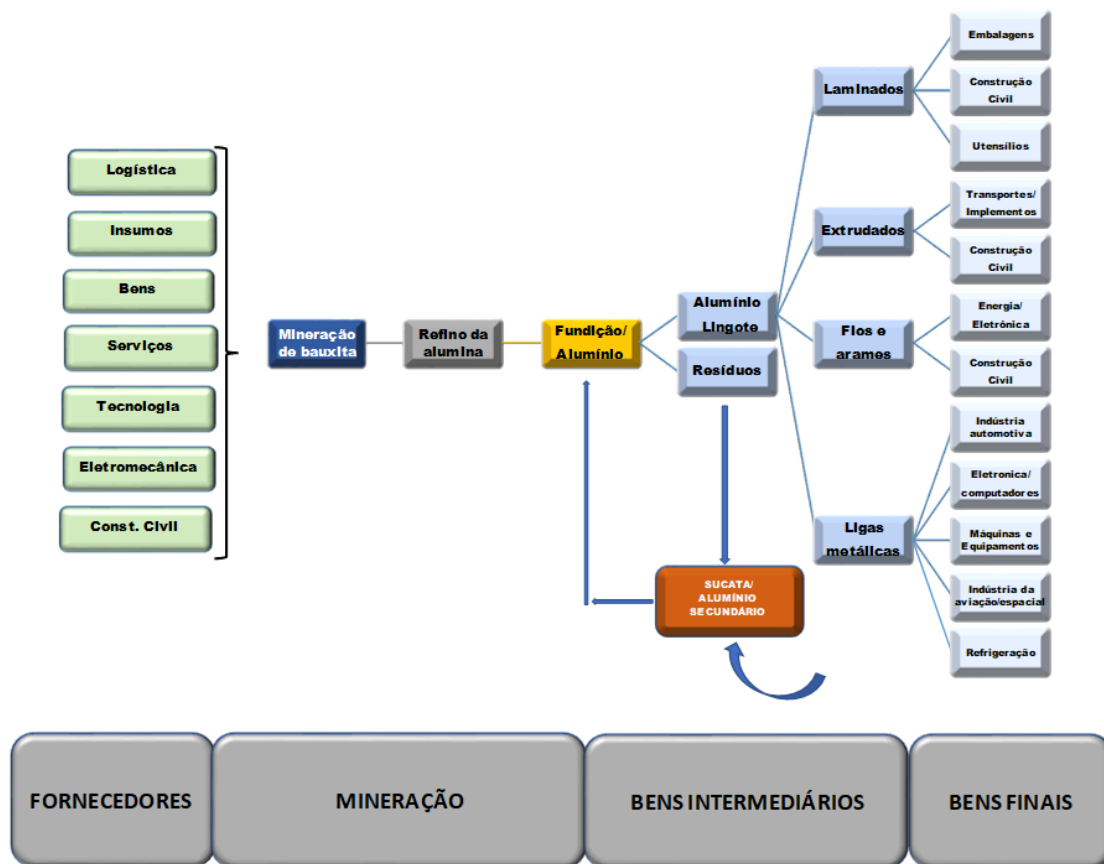 Logística
Insumos
Bens
Serviços
Tecnologia
Eletromecânica
Const. Civil
Mineração
de bauxita
Refino da
alumina
Fundição/
Alumínio
Alumínio
Lingote
Resíduos
SUCATA/
ALUMÍNIO
SECUNDÁRIO
Laminados
Extrudados
Fios e
arames
Ligas
metálicas
Embalagens
Construção
Civil
Utensílios
Transportes/
Implementos
Construção
Civil
Energia/
Eletrônica
Construção
Civil
Indústria
automotiva
Eletronica/
computadores
Máquinas e
Equipamentos
Indústria da
aviação/espacial
Refrigeração
FORNECEDORES
MINERAÇÃO
BENS INTERMEDIÁRIOS
BENS FINAIS